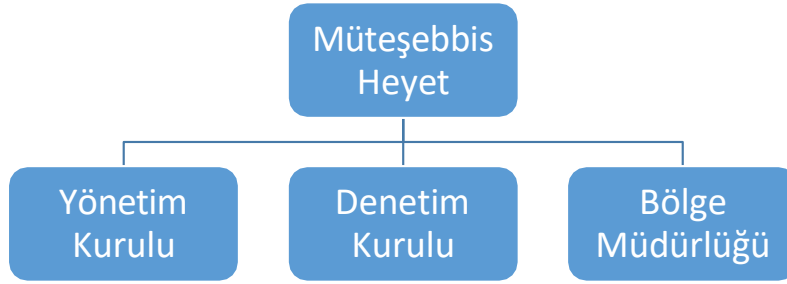 Müteşebbis
Heyet
Yönetim
Kurulu
Denetim
Kurulu
Bölge
Müdürlüğü